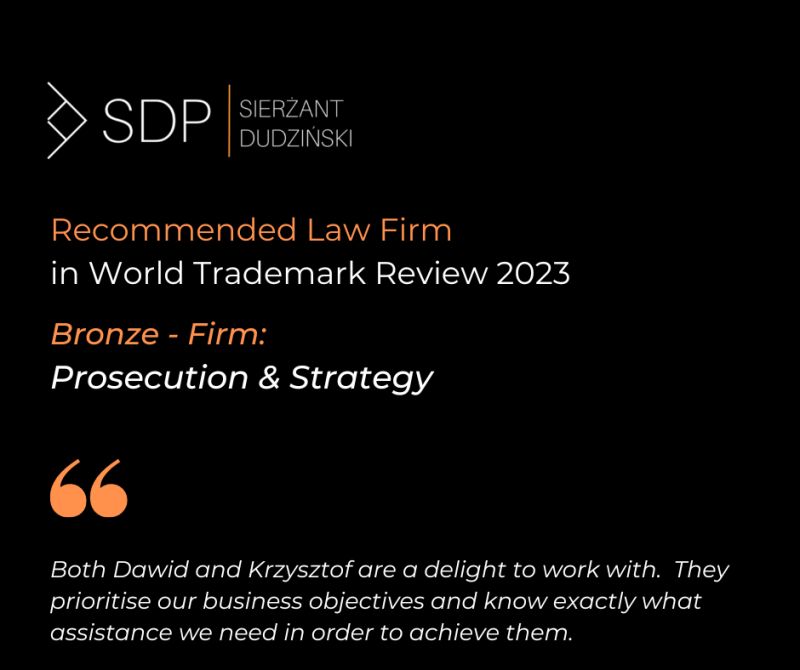 SDP
SIERŻANT
DUDZIŃSKI
Recommended Law Firm
in World Trademark Review 2023
Bronze - Firm:
Prosecution & Strategy
“
Both Dawid and Krzysztof are a delight to work with. They
prioritise our business objectives and know exactly what
assistance we need in order to achieve them.